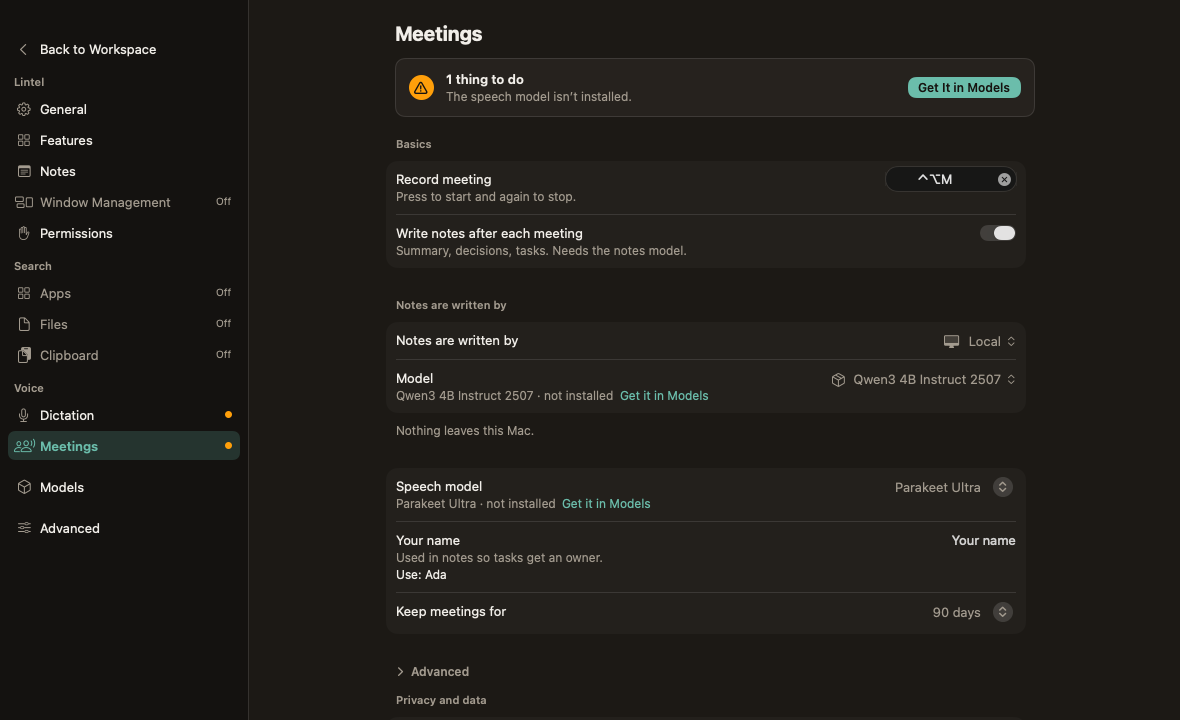 Back to Workspace
Lintel
General
Features
Notes
Window Management Off
Permissions
Search
Apps Off
Files Off
Clipboard Off
Voice
Dictation
Meetings
Models
Advanced
Meetings
1 thing to do
The speech model isn’t installed.
Get It in Models
Basics
Record meeting
Press to start and again to stop.
⌃⌥M
Write notes after each meeting
Summary, decisions, tasks. Needs the notes model.
Notes are written by
Notes are written by Local
Model
Qwen3 4B Instruct 2507 · not installed Get it in Models
Qwen3 4B Instruct 2507
Nothing leaves this Mac.
Speech model
Parakeet Ultra · not installed Get it in Models
Parakeet Ultra
Your name
Used in notes so tasks get an owner.
Use: Ada
Your name
Keep meetings for 90 days
Advanced
Privacy and data